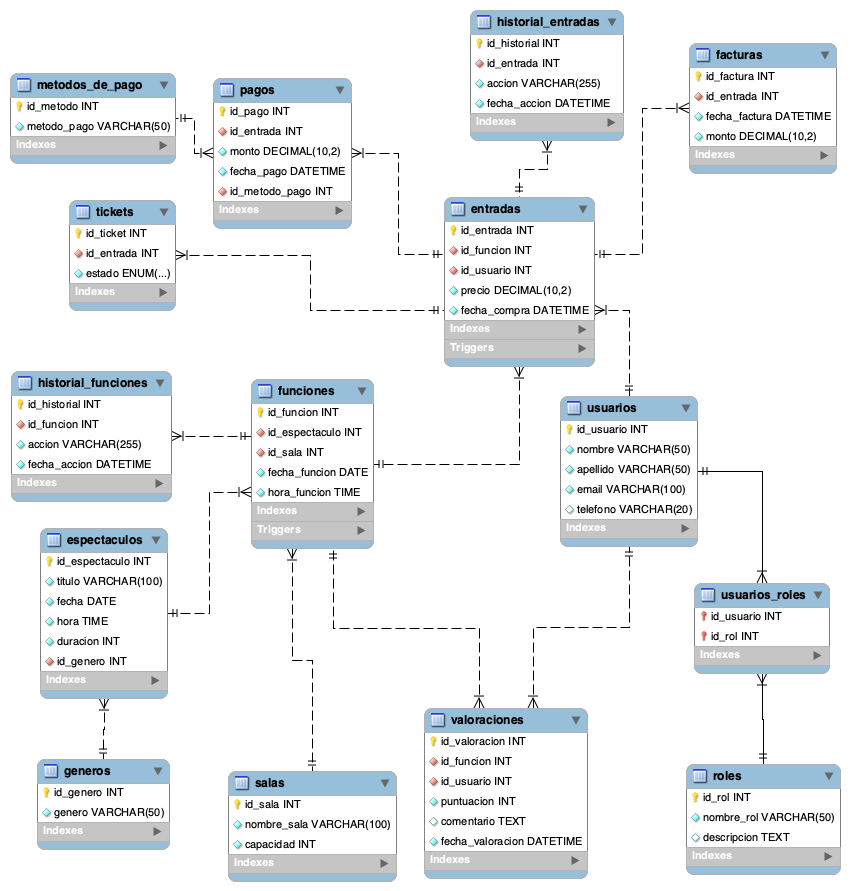 historial_entradas
id_historial INT
id_entrada INT
accion VARCHAR(255)
fecha_accion DATETIME
Indexes
facturas
id_factura INT
id_entrada INT
fecha_factura DATETIME
monto DECIMAL(10,2)
Indexes
metodos_de_pago
id_metodo INT
metodo_pago VARCHAR(50)
Indexes
pagos
id_pago INT
id_entrada INT
monto DECIMAL(10,2)
fecha_pago DATETIME
id_metodo_pago INT
Indexes
tickets
id_ticket INT
id_entrada INT
estado ENUM(...)
Indexes
entradas
id_entrada INT
id_funcion INT
id_usuario INT
precio DECIMAL(10,2)
fecha_compra DATETIME
Indexes
Triggers
historial_funciones
id_historial INT
id_funcion INT
accion VARCHAR(255)
fecha_accion DATETIME
Indexes
funciones
id_funcion INT
id_espectaculo INT
id_sala INT
fecha_funcion DATE
hora_funcion TIME
Indexes
Triggers
usuarios
id_usuario INT
nombre VARCHAR(50)
apellido VARCHAR(50)
email VARCHAR(100)
telefono VARCHAR(20)
Indexes
espectaculos
id_espectaculo INT
titulo VARCHAR(100)
fecha DATE
hora TIME
duracion INT
id_genero INT
Indexes
usuarios_roles
id_usuario INT
id_rol INT
Indexes
generos
id_genero INT
genero VARCHAR(50)
Indexes
salas
id_sala INT
nombre_sala VARCHAR(100)
capacidad INT
Indexes
valoraciones
id_valoracion INT
id_funcion INT
id_usuario INT
puntuacion INT
comentario TEXT
fecha_valoracion DATETIME
Indexes
roles
id_rol INT
nombre_rol VARCHAR(50)
descripcion TEXT
Indexes